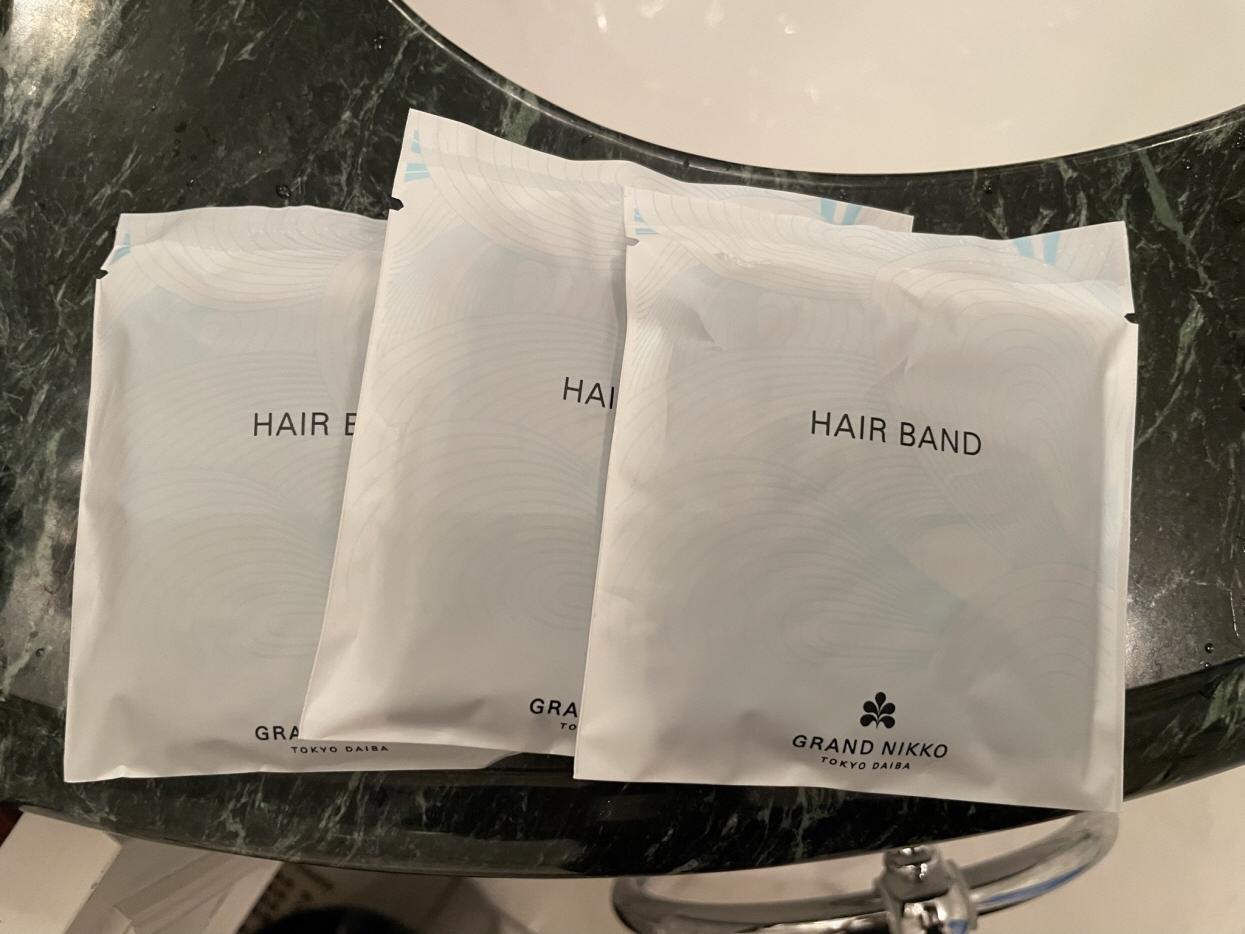 HAIR B
GRA
TOKYO DAIBA
HAI
GRA
TO
HAIR BAND
GRAND NIKKO
TOKYO DAIBA